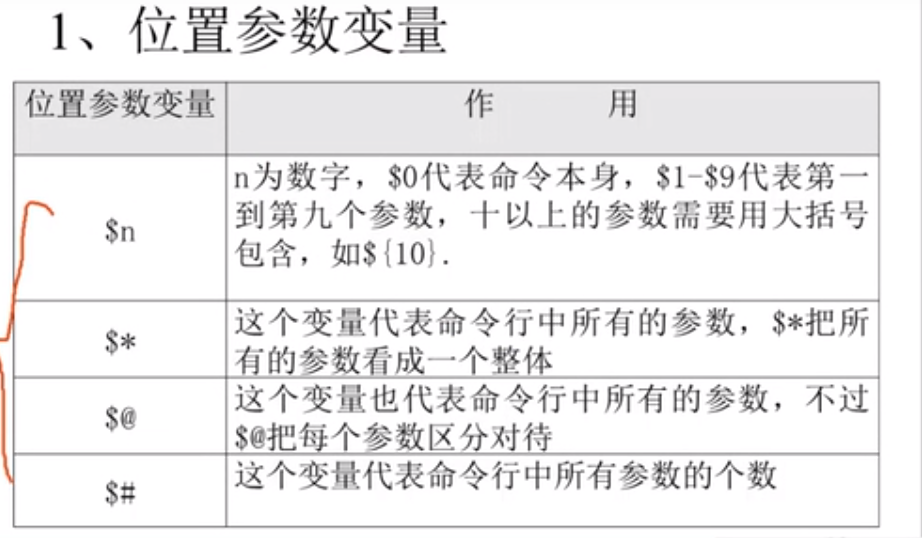 1、位置参数变量
位置参数变量
作 用
$n
n为数字，$0代表命令本身，$1-$9代表第一
到第九个参数，十以上的参数需要用大括号
包含，如${10}.
$*
这个变量代表命令行中所有的参数，$*把所
有的参数看成一个整体
$@
这个变量也代表命令行中所有的参数，不过
$@把每个参数区分对待
$#
这个变量代表命令行中所有参数的个数